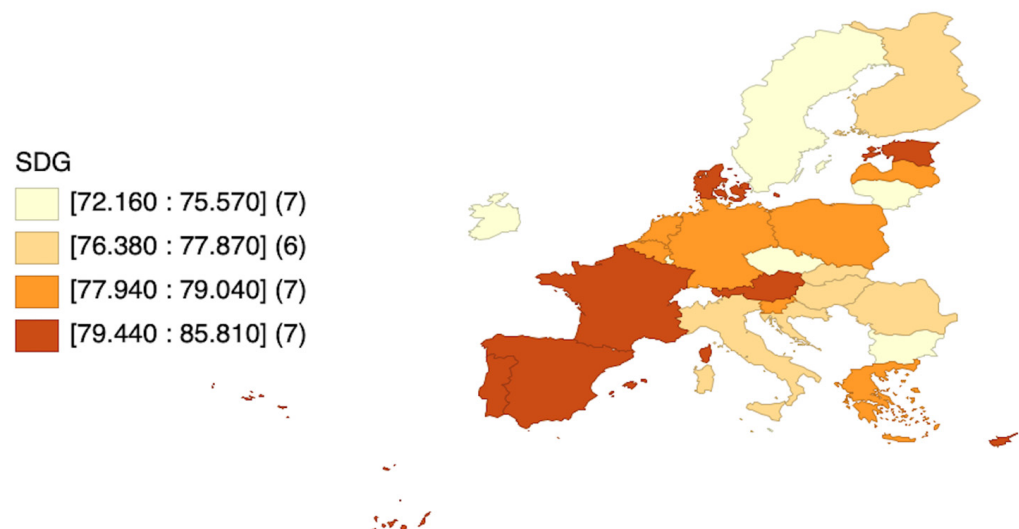 SDG
[72.160 : 75.570] (7)
[76.380 : 77.870] (6)
[77.940 : 79.040] (7)
[79.440 : 85.810] (7)